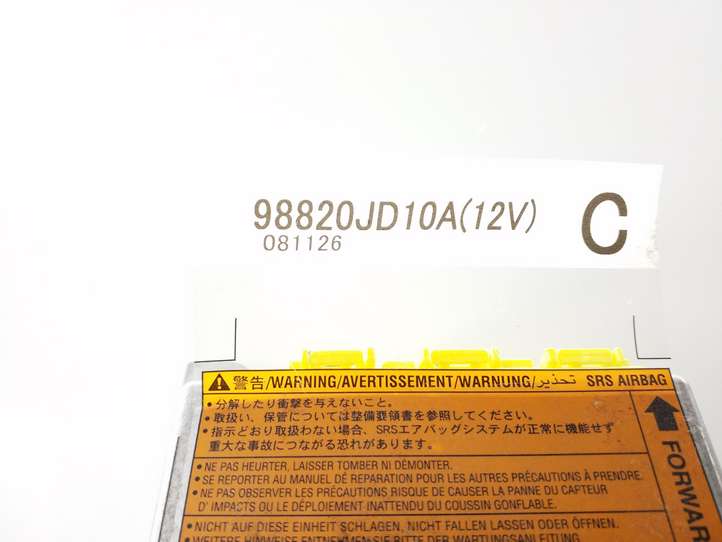 98820JD10A(12V) C
081126
警告/WARNING/AVERTISSEMENT/WARNUNG/تحذير SRS AIRBAG
• 分解したり衝撃を与えないこと。
• 取扱い、保管については整備要領書を参照してください。
• 指示どおり取扱わない場合、SRSエアバッグシステムが正常に機能せず
重大な事故につながる恐れがあります。
FORWAR
• NE PAS HEURTER, LAISSER TOMBER NI DÉMONTER.
• SE REPORTER AU MANUEL DE RÉPARATION POUR LES AUTRES PRÉCAUTIONS À PRENDRE.
• NE PAS OBSERVER LES PRÉCAUTIONS RISQUE DE CAUSER LA PANNE DU CAPTEUR
D' IMPACTS OU LE DÉPLOIEMENT INATTENDU DU COUSSIN GONFLABLE.
• NICHT AUF DIESE EINHEIT SCHLAGEN, NICHT FALLEN LASSEN ODER ÖFFNEN.
• WEITERE HINWEISE ENTNEHMEN SIE BITTE DER WARTUNGSANLEITUNG.